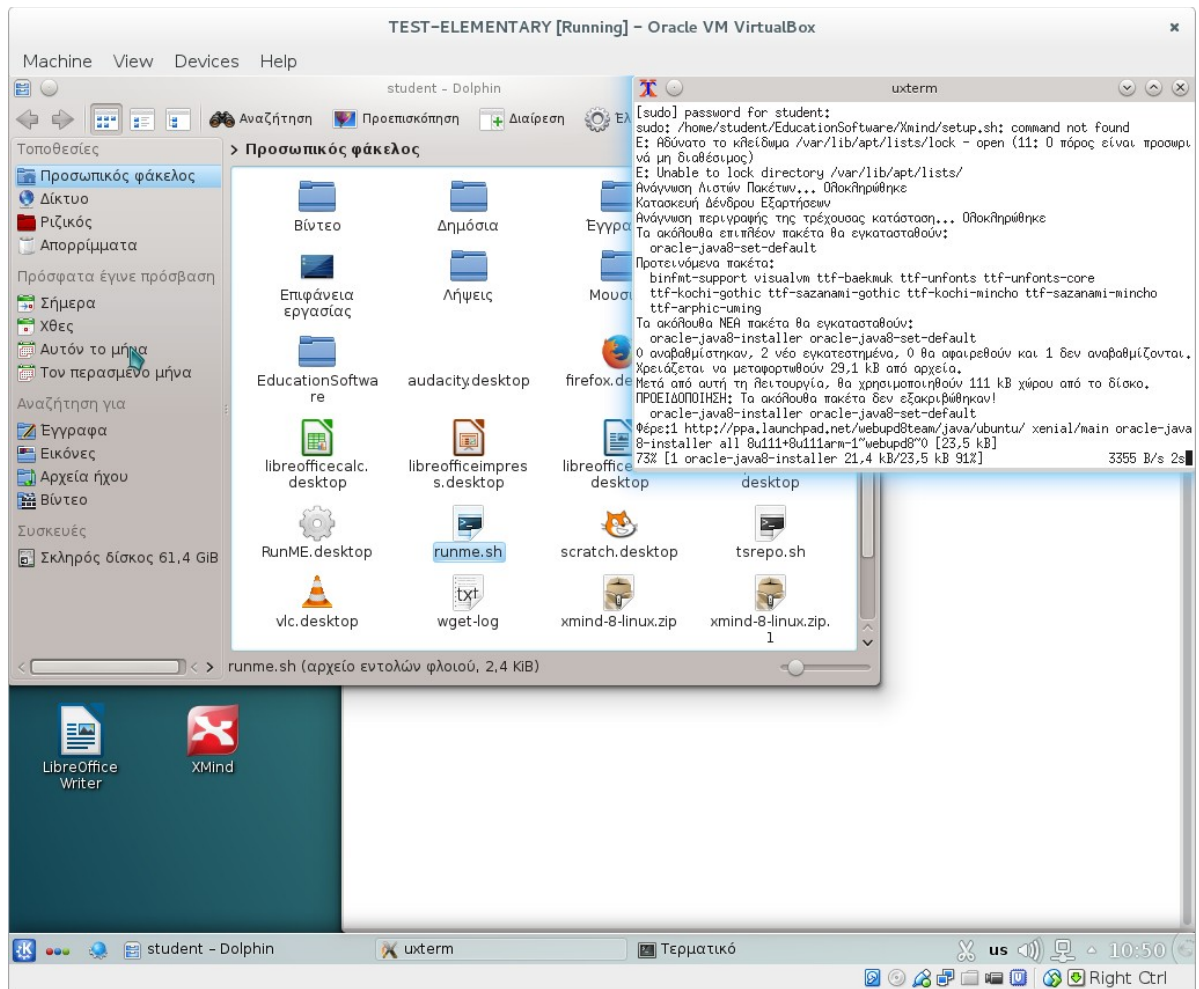 TEST-ELEMENTARY [Running] - Oracle VM VirtualBox
Machine View Devices Help
student - Dolphin
Αναζήτηση Προεπισκόπηση Διαίρεση Ελ
Τοποθεσίες
Προσωπικός φάκελος
Δίκτυο
Ριζικός
Απορρίμματα
Πρόσφατα έγινε πρόσβαση
Σήμερα
Χθες
Αυτόν το μήνα
Τον περασμένο μήνα
Αναζήτηση για
Έγγραφα
Εικόνες
Αρχεία ήχου
Βίντεο
Συσκευές
Σκληρός δίσκος 61,4 GiB
> Προσωπικός φάκελος
Βίντεο Δημόσια Έγγρα
Επιφάνεια Λήψεις Μουσι
εργασίας
EducationSoftwa audacity.desktop firefox.de
re
libreofficecalc. libreofficeimpres libreoffice
desktop s.desktop desktop desktop
RunME.desktop runme.sh scratch.desktop tsrepo.sh
vlc.desktop wget-log xmind-8-linux.zip xmind-8-linux.zip.
1
txt
runme.sh (αρχείο εντολών φλοιού, 2,4 KiB)
uxterm
[sudo] password for student:
sudo: /home/student/EducationSoftware/Xmind/setup.sh: command not found
E: Αδύνατο το κλείδωμα /var/lib/apt/lists/lock - open (11: Ο πόρος είναι προσωρι
νά μη διαθέσιμος)
E: Unable to lock directory /var/lib/apt/lists/
Ανάγνωση Λιστών Πακέτων... Ολοκληρώθηκε
Κατασκευή Δένδρου Εξαρτήσεων
Ανάγνωση περιγραφής της τρέχουσας κατάσταση... Ολοκληρώθηκε
Τα ακόλουθα επιπλέον πακέτα θα εγκατασταθούν:
oracle-java8-set-default
Προτεινόμενα πακέτα:
binfmt-support visualvm ttf-baekmuk ttf-unfonts ttf-unfonts-core
ttf-kochi-gothic ttf-sazanami-gothic ttf-kochi-mincho ttf-sazanami-mincho
ttf-arphic-uming
Τα ακόλουθα ΝΕΑ πακέτα θα εγκατασταθούν:
oracle-java8-installer oracle-java8-set-default
0 αναβαθμίστηκαν, 2 νέο εγκατεστημένα, 0 θα αφαιρεθούν και 1 δεν αναβαθμίζονται.
Χρειάζεται να μεταφορτωθούν 29,1 kB από αρχεία.
Μετά από αυτή τη λειτουργία, θα χρησιμοποιηθούν 111 kB χώρου από το δίσκο.
ΠΡΟΕΙΔΟΠΟΙΗΣΗ: Τα ακόλουθα πακέτα δεν εξακριβώθηκαν!
oracle-java8-installer oracle-java8-set-default
Φέρε:1 http://ppa.launchpad.net/webupd8team/java/ubuntu/ xenial/main oracle-java
8-installer all 8u111+8u111arm-1~webupd8~0 [23,5 kB]
73% [1 oracle-java8-installer 21,4 kB/23,5 kB 91%] 3355 B/s 2s
LibreOffice XMind
Writer
student - Dolphin uxterm Τερματικό us 10:50
Right Ctrl